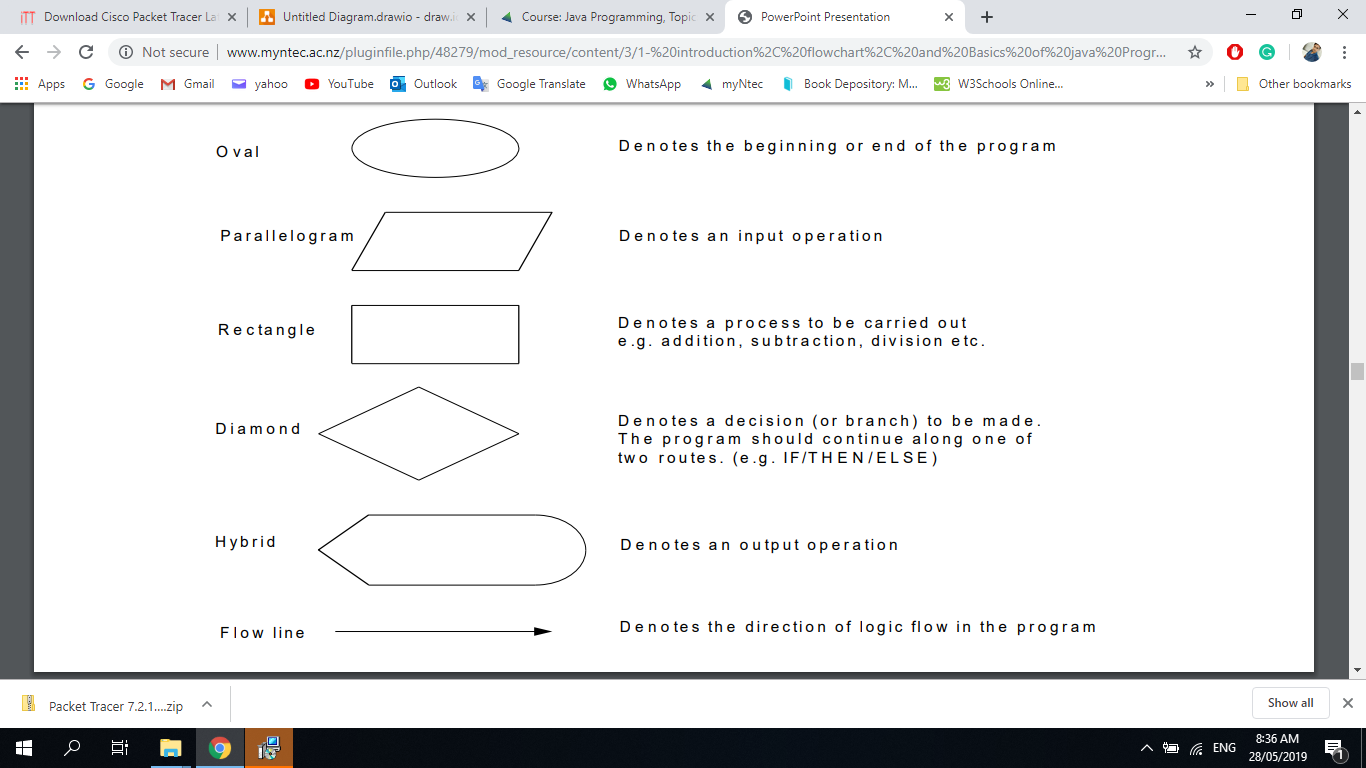 Download Cisco Packet Tracer Lat
Untitled Diagram.drawio - draw.i
Course: Java Programming, Topic
PowerPoint Presentation
Not secure | www.myntec.ac.nz/pluginfile.php/48279/mod_resource/content/3/1-%20introduction%2C%20flowchart%2C%20and%20Basics%20of%20java%20Progr...
Apps Google Gmail yahoo YouTube Outlook Google Translate WhatsApp myNtec Book Depository: M... W3Schools Online... » Other bookmarks
Oval
Denotes the beginning or end of the program
Parallelogram
Denotes an input operation
Rectangle
Denotes a process to be carried out
e.g. addition, subtraction, division etc.
Diamond
Denotes a decision (or branch) to be made.
The program should continue along one of
two routes. (e.g. IF/THEN/ELSE)
Hybrid
Denotes an output operation
Flow line
Denotes the direction of logic flow in the program
Packet Tracer 7.2.1....zip
Show all
ENG
8:36 AM
28/05/2019
1